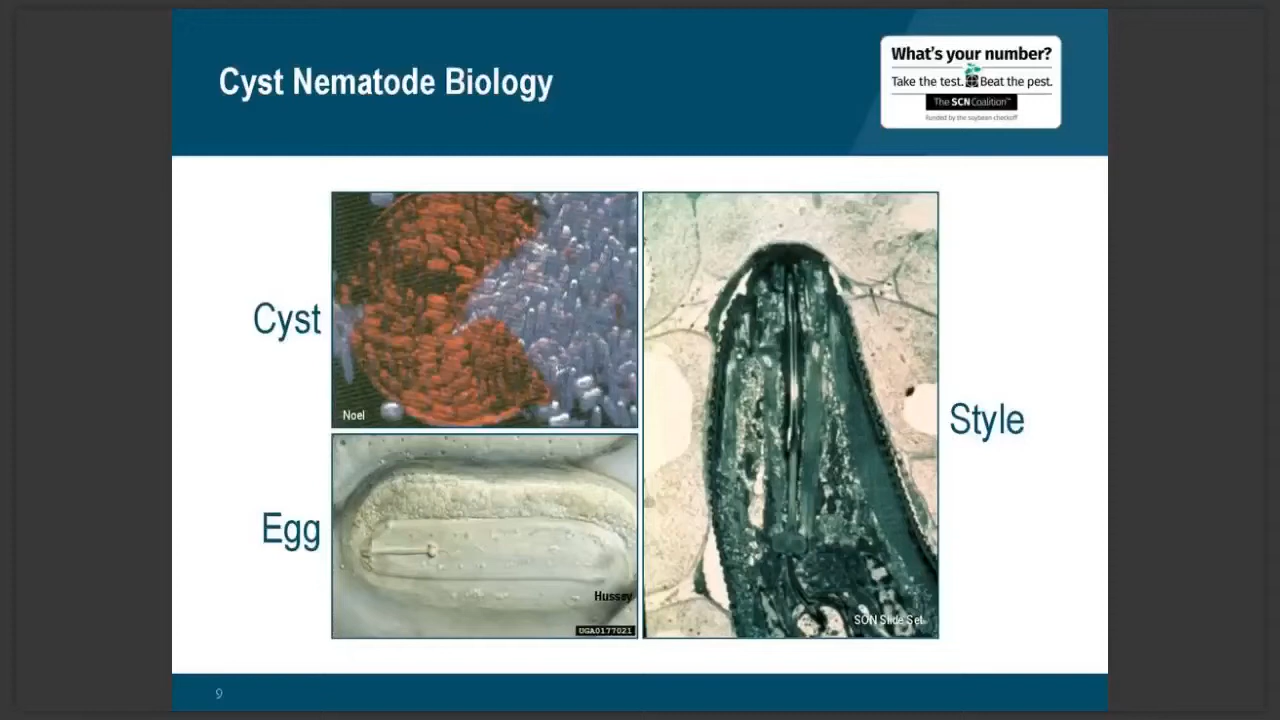 Cyst Nematode Biology
What's your number?
Take the test. Beat the pest.
The SCN Coalition™
Funded by the soybean checkoff
Cyst
Noel
Egg
Hussey
UGA0177021
Style
SON Slide Set
9